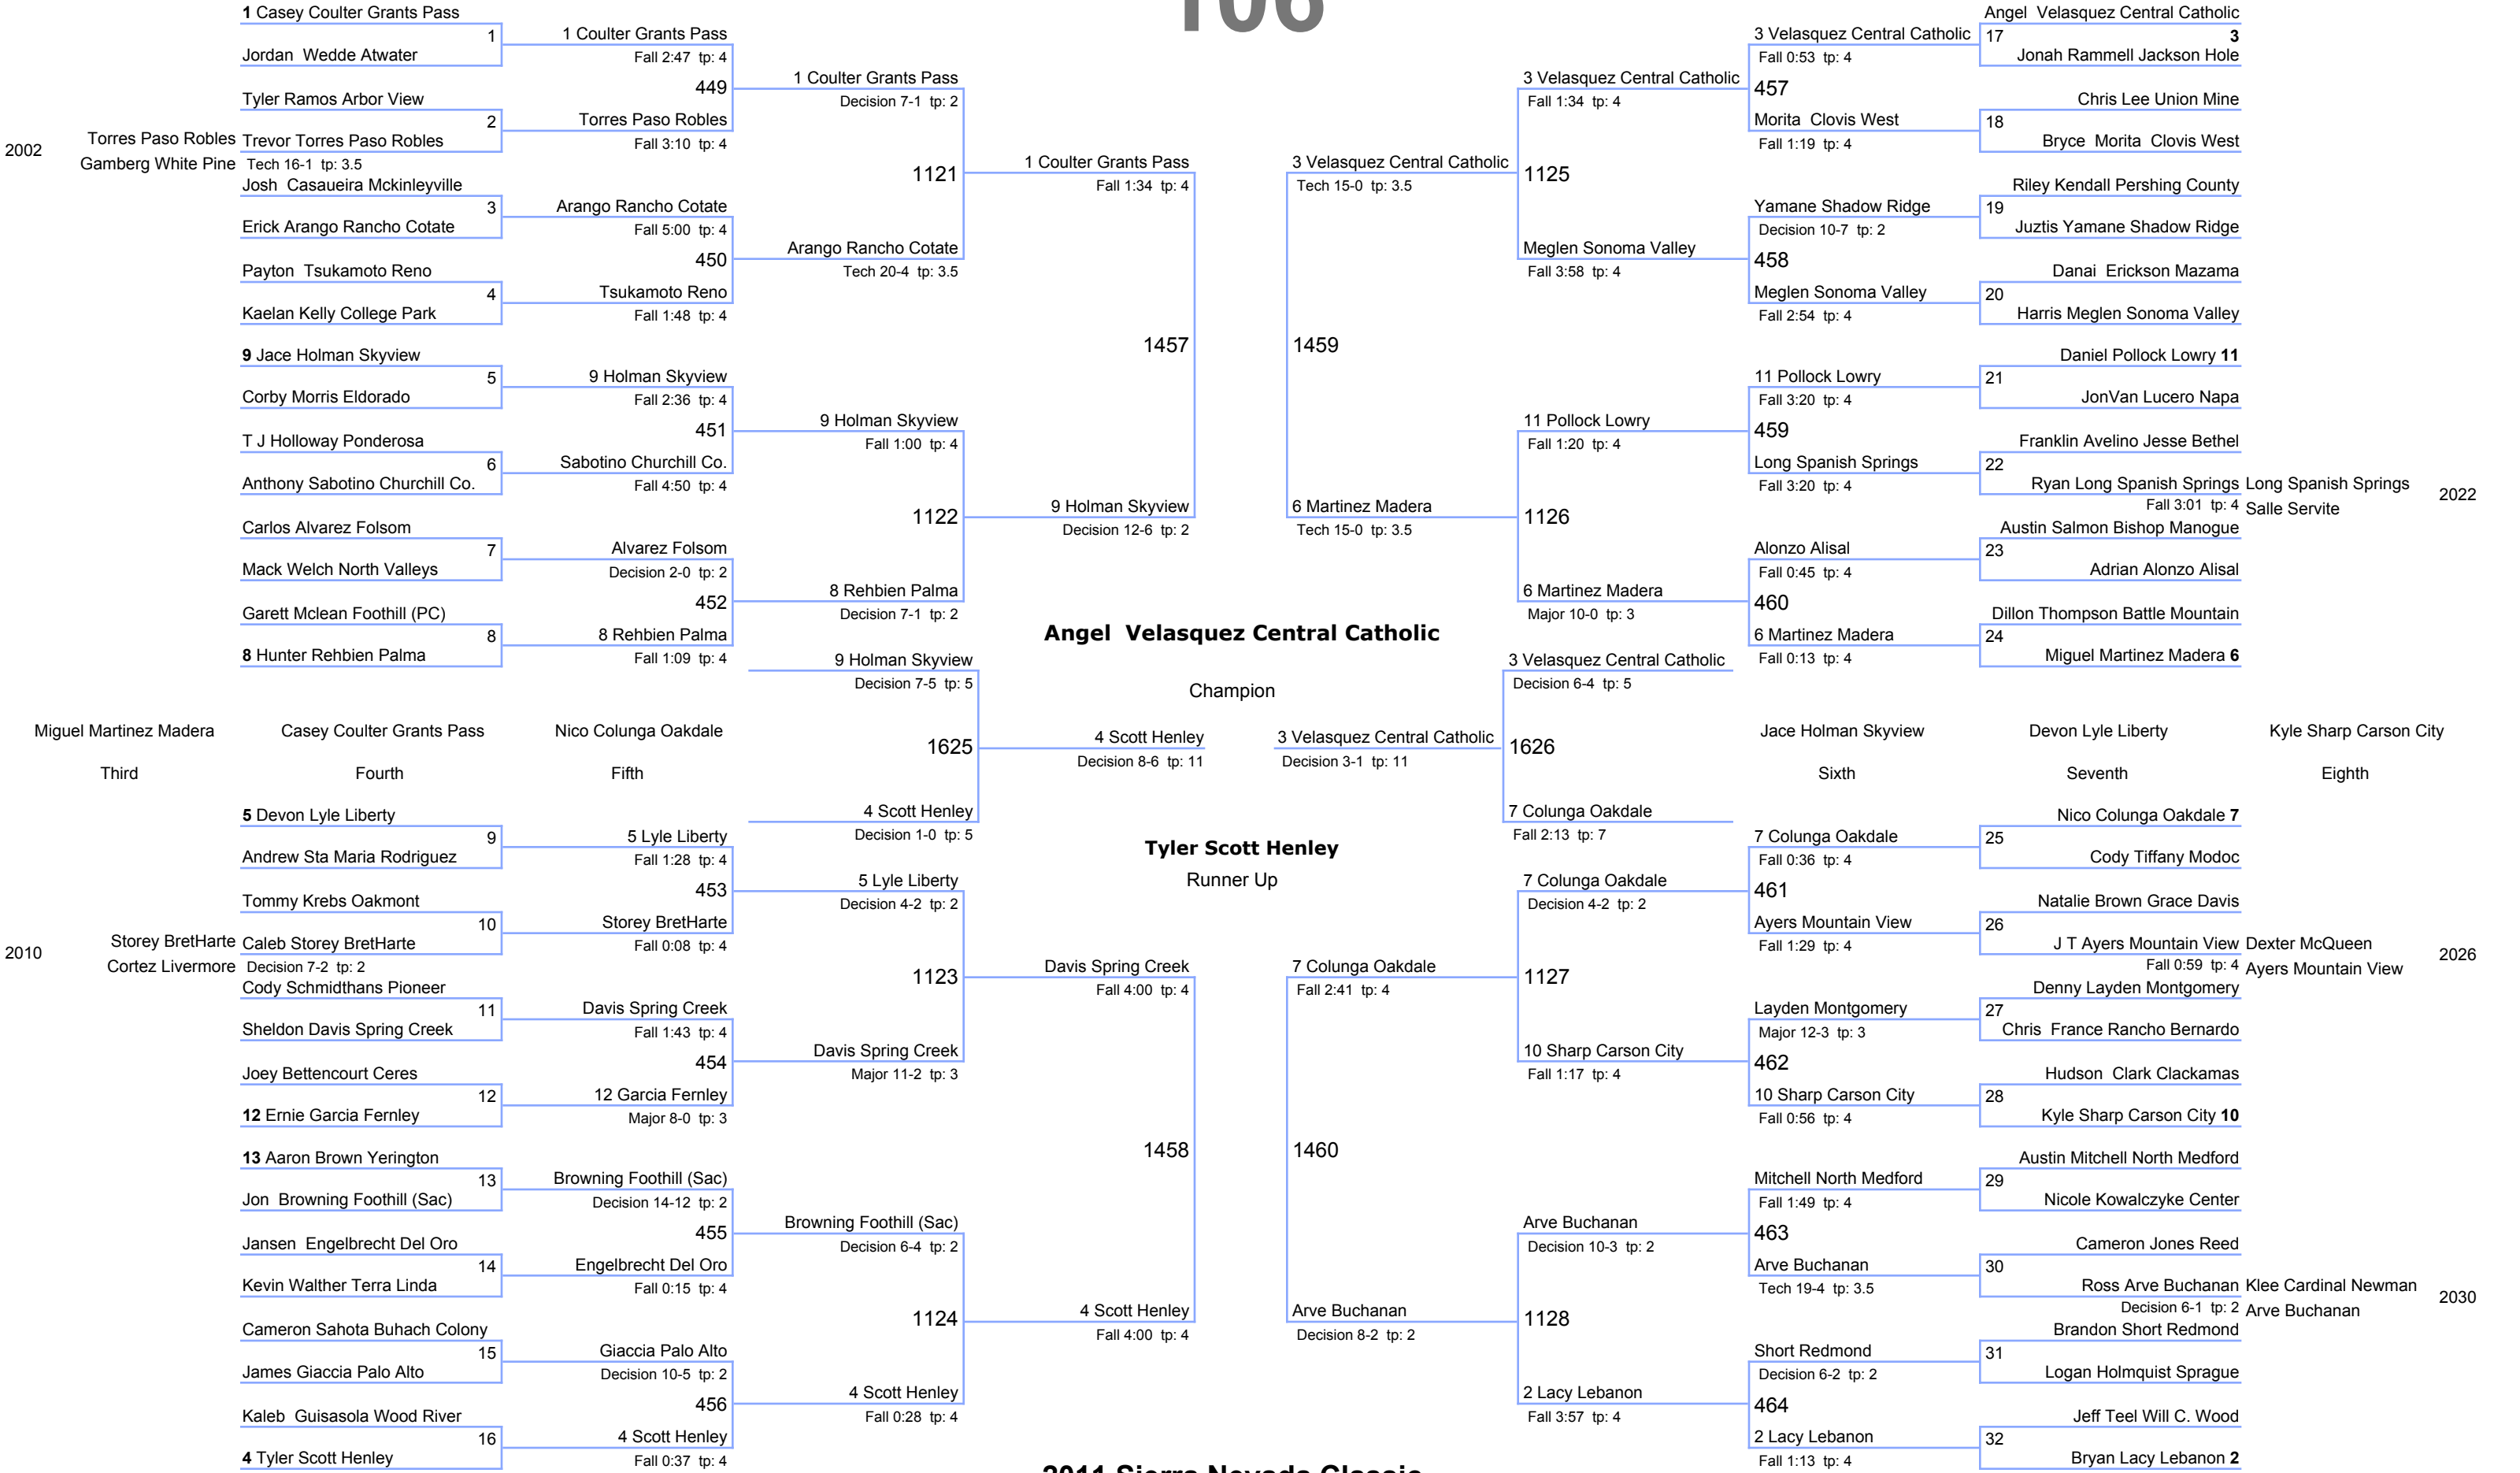 106
1 Casey Coulter Grants Pass
1
Jordan Wedde Atwater
Tyler Ramos Arbor View
2
2002
Torres Paso Robles
Gamberg White Pine
Trevor Torres Paso Robles
Tech 16-1 tp: 3.5
Josh Casaueira Mckinleyville
3
Erick Arango Rancho Cotate
Payton Tsukamoto Reno
4
Kaelan Kelly College Park
9 Jace Holman Skyview
5
Corby Morris Eldorado
T J Holloway Ponderosa
6
Anthony Sabotino Churchill Co.
Carlos Alvarez Folsom
7
Mack Welch North Valleys
Garett Mclean Foothill (PC)
8
8 Hunter Rehbien Palma
1 Coulter Grants Pass
Fall 2:47 tp: 4
449
Torres Paso Robles
Fall 3:10 tp: 4
Arango Rancho Cotate
Fall 5:00 tp: 4
450
Tsukamoto Reno
Fall 1:48 tp: 4
9 Holman Skyview
Fall 2:36 tp: 4
451
Sabotino Churchill Co.
Fall 4:50 tp: 4
Alvarez Folsom
Decision 2-0 tp: 2
452
8 Rehbien Palma
Fall 1:09 tp: 4
1 Coulter Grants Pass
Decision 7-1 tp: 2
1121
Arango Rancho Cotate
Tech 20-4 tp: 3.5
9 Holman Skyview
Fall 1:00 tp: 4
1122
8 Rehbien Palma
Decision 7-1 tp: 2
1 Coulter Grants Pass
Fall 1:34 tp: 4
1457
9 Holman Skyview
Decision 12-6 tp: 2
3 Velasquez Central Catholic
Tech 15-0 tp: 3.5
1459
6 Martinez Madera
Tech 15-0 tp: 3.5
3 Velasquez Central Catholic
Fall 1:34 tp: 4
1125
Meglen Sonoma Valley
Fall 3:58 tp: 4
11 Pollock Lowry
Fall 1:20 tp: 4
1126
6 Martinez Madera
Major 10-0 tp: 3
3 Velasquez Central Catholic
Fall 0:53 tp: 4
457
Morita Clovis West
Fall 1:19 tp: 4
Yamane Shadow Ridge
Decision 10-7 tp: 2
458
Meglen Sonoma Valley
Fall 2:54 tp: 4
11 Pollock Lowry
Fall 3:20 tp: 4
459
Long Spanish Springs
Fall 3:20 tp: 4
Alonzo Alisal
Fall 0:45 tp: 4
460
6 Martinez Madera
Fall 0:13 tp: 4
Angel Velasquez Central Catholic
17 3
Jonah Rammell Jackson Hole
Chris Lee Union Mine
18
Bryce Morita Clovis West
Riley Kendall Pershing County
19
Juztis Yamane Shadow Ridge
Danai Erickson Mazama
20
Harris Meglen Sonoma Valley
Daniel Pollock Lowry 11
21
JonVan Lucero Napa
Franklin Avelino Jesse Bethel
22
Ryan Long Spanish Springs
Fall 3:01 tp: 4
Long Spanish Springs
Salle Servite
2022
Austin Salmon Bishop Manogue
23
Adrian Alonzo Alisal
Dillon Thompson Battle Mountain
24
Miguel Martinez Madera 6
Angel Velasquez Central Catholic
Champion
9 Holman Skyview
Decision 7-5 tp: 5
1625
4 Scott Henley
Decision 1-0 tp: 5
4 Scott Henley
Decision 8-6 tp: 11
3 Velasquez Central Catholic
Decision 3-1 tp: 11
3 Velasquez Central Catholic
Decision 6-4 tp: 5
1626
7 Colunga Oakdale
Fall 2:13 tp: 7
Tyler Scott Henley
Runner Up
Miguel Martinez Madera
Third
Casey Coulter Grants Pass
Fourth
Nico Colunga Oakdale
Fifth
Jace Holman Skyview
Sixth
Devon Lyle Liberty
Seventh
Kyle Sharp Carson City
Eighth
5 Devon Lyle Liberty
9
Andrew Sta Maria Rodriguez
Tommy Krebs Oakmont
10
2010
Storey BretHarte
Cortez Livermore
Caleb Storey BretHarte
Decision 7-2 tp: 2
Cody Schmidthans Pioneer
11
Sheldon Davis Spring Creek
Joey Bettencourt Ceres
12
12 Ernie Garcia Fernley
13 Aaron Brown Yerington
13
Jon Browning Foothill (Sac)
Jansen Engelbrecht Del Oro
14
Kevin Walther Terra Linda
Cameron Sahota Buhach Colony
15
James Giaccia Palo Alto
Kaleb Guisasola Wood River
16
4 Tyler Scott Henley
5 Lyle Liberty
Fall 1:28 tp: 4
453
Storey BretHarte
Fall 0:08 tp: 4
Davis Spring Creek
Fall 1:43 tp: 4
454
12 Garcia Fernley
Major 8-0 tp: 3
Browning Foothill (Sac)
Decision 14-12 tp: 2
455
Engelbrecht Del Oro
Fall 0:15 tp: 4
Giaccia Palo Alto
Decision 10-5 tp: 2
456
4 Scott Henley
Fall 0:37 tp: 4
5 Lyle Liberty
Decision 4-2 tp: 2
1123
Davis Spring Creek
Major 11-2 tp: 3
Browning Foothill (Sac)
Decision 6-4 tp: 2
1124
4 Scott Henley
Fall 0:28 tp: 4
Davis Spring Creek
Fall 4:00 tp: 4
1458
4 Scott Henley
Fall 4:00 tp: 4
7 Colunga Oakdale
Fall 2:41 tp: 4
1460
Arve Buchanan
Decision 8-2 tp: 2
7 Colunga Oakdale
Decision 4-2 tp: 2
1127
10 Sharp Carson City
Fall 1:17 tp: 4
Arve Buchanan
Decision 10-3 tp: 2
1128
2 Lacy Lebanon
Fall 3:57 tp: 4
7 Colunga Oakdale
Fall 0:36 tp: 4
461
Ayers Mountain View
Fall 1:29 tp: 4
Layden Montgomery
Major 12-3 tp: 3
462
10 Sharp Carson City
Fall 0:56 tp: 4
Mitchell North Medford
Fall 1:49 tp: 4
463
Arve Buchanan
Tech 19-4 tp: 3.5
Short Redmond
Decision 6-2 tp: 2
464
2 Lacy Lebanon
Fall 1:13 tp: 4
Nico Colunga Oakdale 7
25
Cody Tiffany Modoc
Natalie Brown Grace Davis
26
J T Ayers Mountain View
Fall 0:59 tp: 4
Dexter McQueen
Ayers Mountain View
2026
Denny Layden Montgomery
27
Chris France Rancho Bernardo
Hudson Clark Clackamas
28
Kyle Sharp Carson City 10
Austin Mitchell North Medford
29
Nicole Kowalczyke Center
Cameron Jones Reed
30
Ross Arve Buchanan
Decision 6-1 tp: 2
Klee Cardinal Newman
Arve Buchanan
2030
Brandon Short Redmond
31
Logan Holmquist Sprague
Jeff Teel Will C. Wood
32
Bryan Lacy Lebanon 2
2011 Sierra Nevada Classic